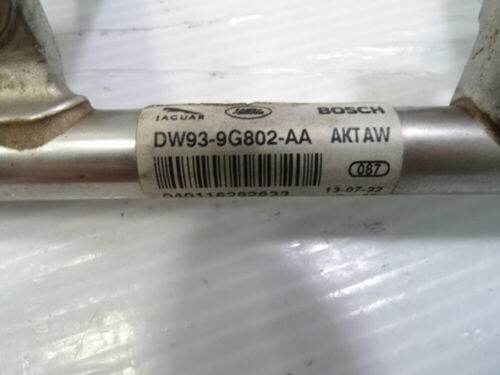 JAGUAR BOSCH
DW93-9G802-AA AKTAW
087
13-07-22